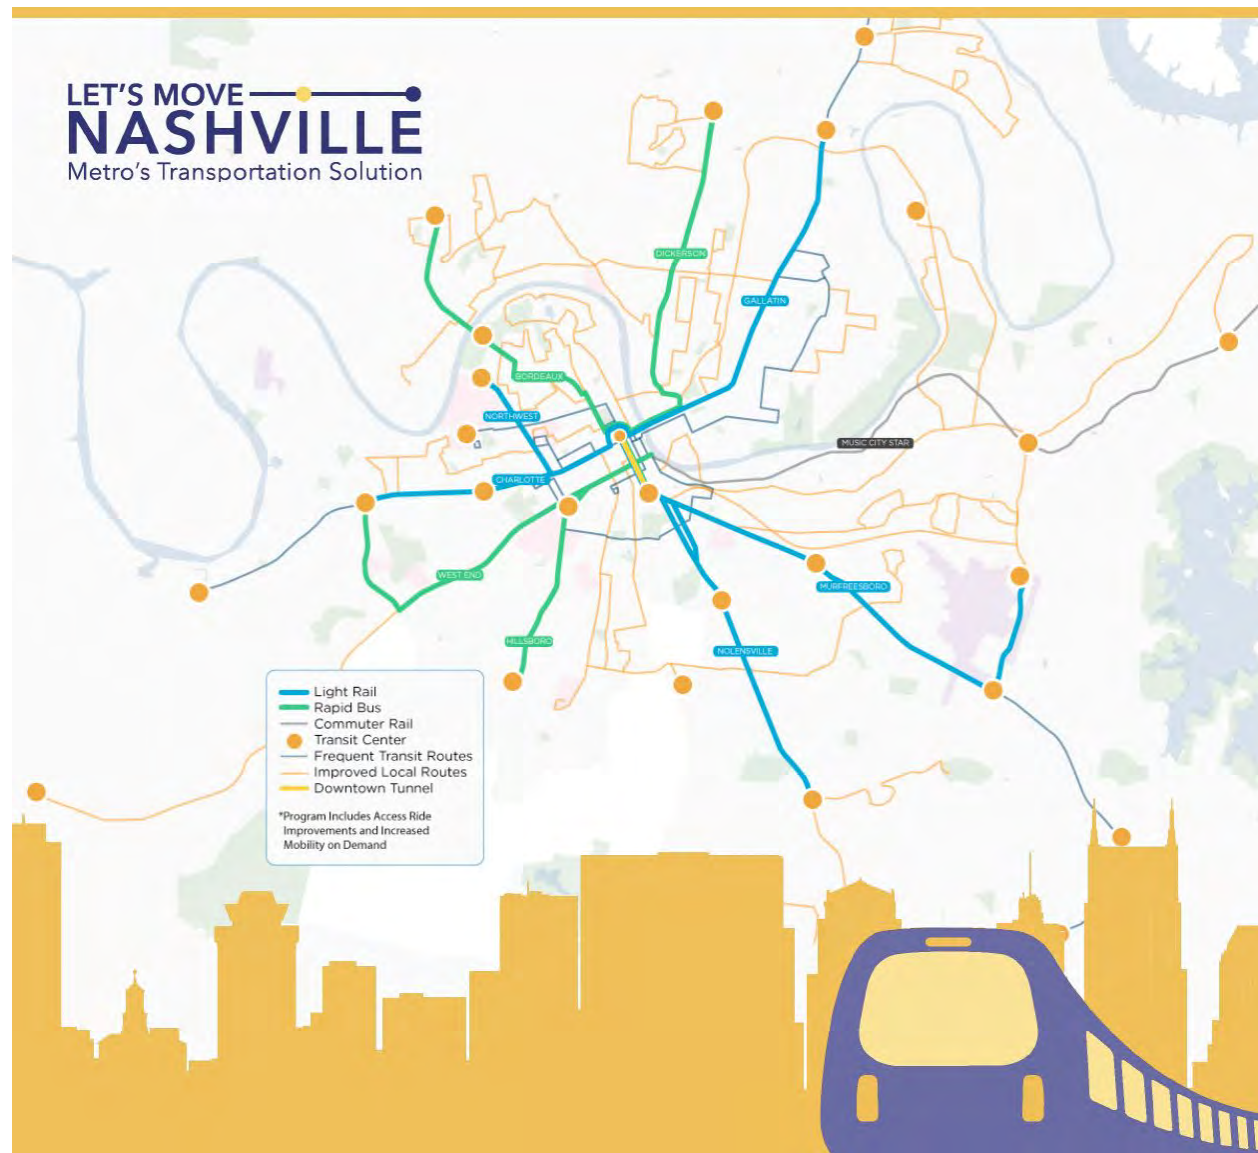 LET'S MOVE
NASHVILLE
Metro's Transportation Solution
DICKERSON
GALLATIN
BORDEAUX
NORTHWEST
MUSIC CITY STAR
CHARLOTTE
WEST END
MURFREESBORO
HILLSBORO
NOLENSVILLE
Light Rail
Rapid Bus
Commuter Rail
Transit Center
Frequent Transit Routes
Improved Local Routes
Downtown Tunnel
*Program Includes Access Ride
Improvements and Increased
Mobility on Demand